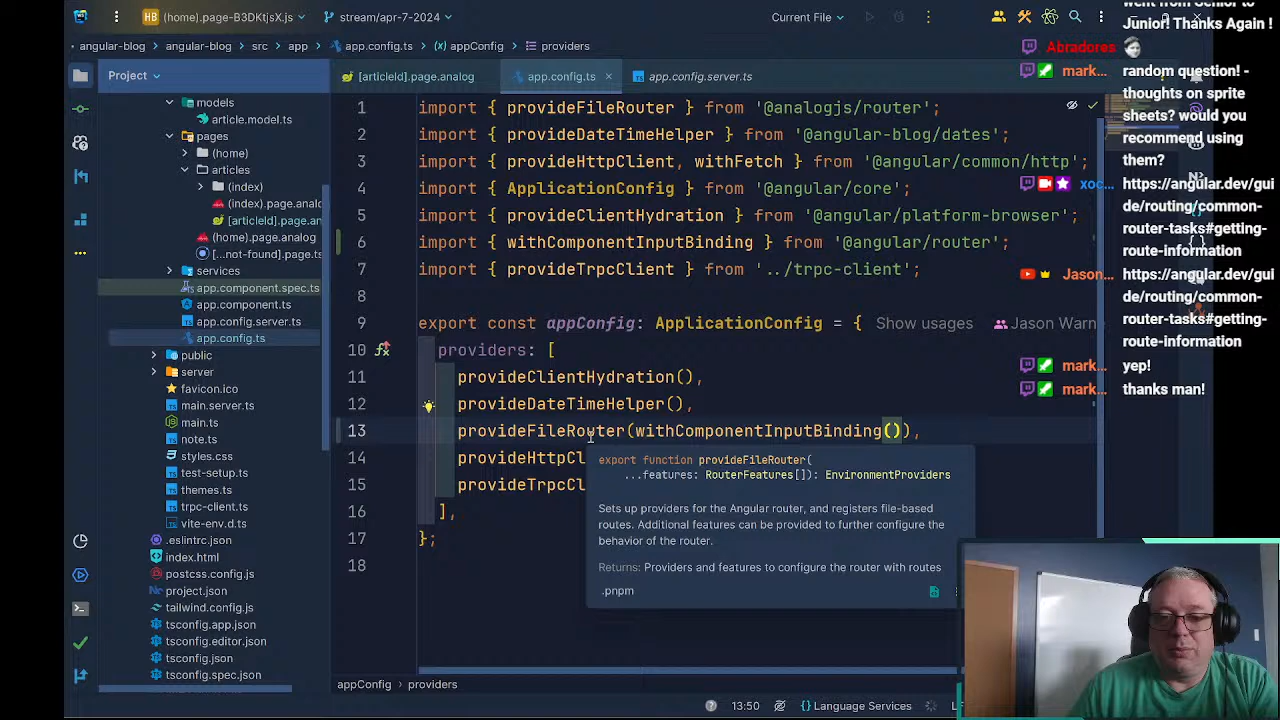 HB (home).page-B3DKtjsX.js
stream/apr-7-2024
Current File
angular-blog
angular-blog
src
app
app.config.ts
appConfig
providers
Project
[articleId].page.analog
app.config.ts
app.config.server.ts
models
article.model.ts
pages
(home)
articles
(index)
(index).page.analo
[articleId].page.an
(home).page.analog
[...not-found].page.ts
services
app.component.spec.ts
app.component.ts
app.config.server.ts
app.config.ts
public
server
favicon.ico
main.server.ts
main.ts
note.ts
styles.css
test-setup.ts
themes.ts
trpc-client.ts
vite-env.d.ts
.eslintrc.json
index.html
postcss.config.js
project.json
tailwind.config.js
tsconfig.app.json
tsconfig.editor.json
tsconfig.json
tsconfig.spec.json
1 import { provideFileRouter } from '@analogjs/router';
2 import { provideDateTimeHelper } from '@angular-blog/dates';
3 import { provideHttpClient, withFetch } from '@angular/common/http';
4 import { ApplicationConfig } from '@angular/core';
5 import { provideClientHydration } from '@angular/platform-browser';
6 import { withComponentInputBinding } from '@angular/router';
7 import { provideTrpcClient } from '../trpc-client';
8
9 export const appConfig: ApplicationConfig = { Show usages Jason Warn
10 providers: [
11 provideClientHydration(),
12 provideDateTimeHelper(),
13 provideFileRouter(withComponentInputBinding()),
14 provideHttpCl
15 provideTrpcCl
16 ],
17 };
18
export function provideFileRouter(
...features: RouterFeatures[]): EnvironmentProviders
Sets up providers for the Angular router, and registers file-based
routes. Additional features can be provided to further configure the
behavior of the router.
Returns: Providers and features to configure the router with routes
.pnpm
appConfig
providers
13:50
Language Services
went from Senior to
Junior! Thanks Again !
Abradores
mark...
random question! -
thoughts on sprite
sheets? would you
recommend using
them?
xoc...
https://angular.dev/gui
de/routing/common-
router-tasks#getting-
route-information
Jason...
https://angular.dev/gui
de/routing/common-
router-tasks#getting-
route-information
mark...
yep!
mark...
thanks man!